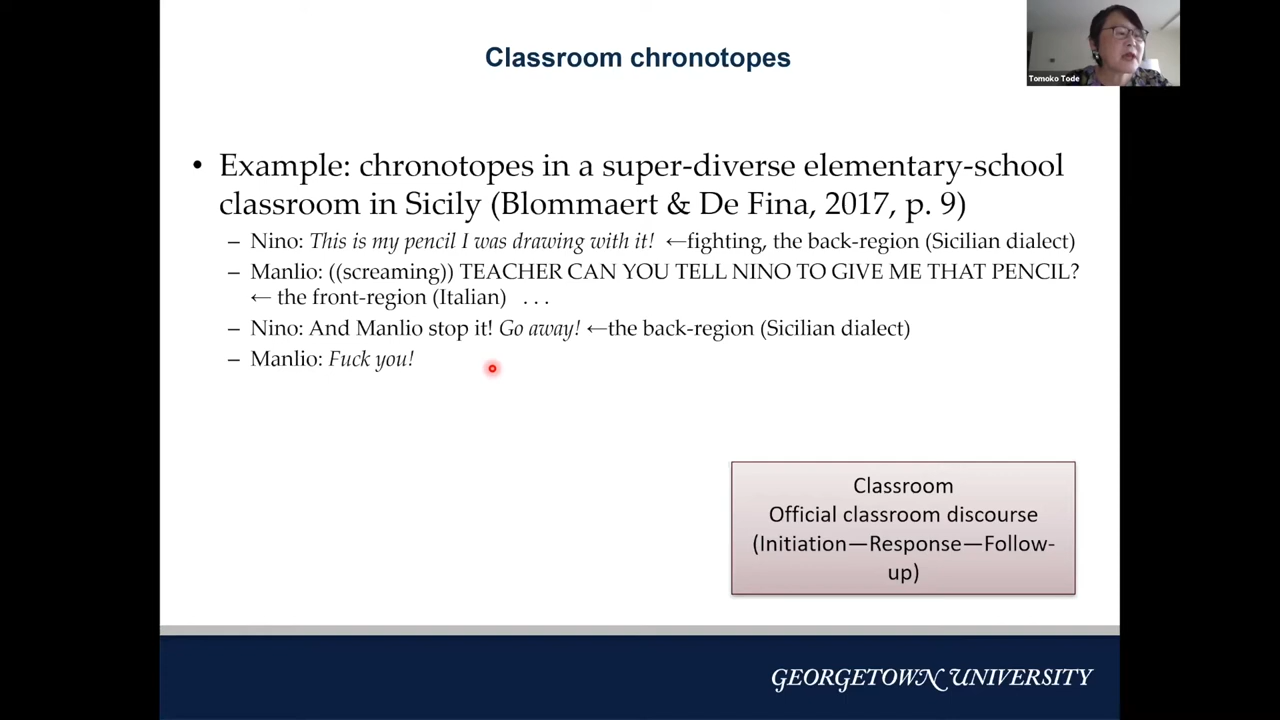 Classroom chronotopes
Tomoko Tode
• Example: chronotopes in a super-diverse elementary-school
classroom in Sicily (Blommaert & De Fina, 2017, p. 9)
– Nino: This is my pencil I was drawing with it! ←fighting, the back-region (Sicilian dialect)
– Manlio: ((screaming)) TEACHER CAN YOU TELL NINO TO GIVE ME THAT PENCIL?
← the front-region (Italian) . . .
– Nino: And Manlio stop it! Go away! ←the back-region (Sicilian dialect)
– Manlio: Fuck you!
Classroom
Official classroom discourse
(Initiation—Response—Follow-
up)
GEORGETOWN UNIVERSITY